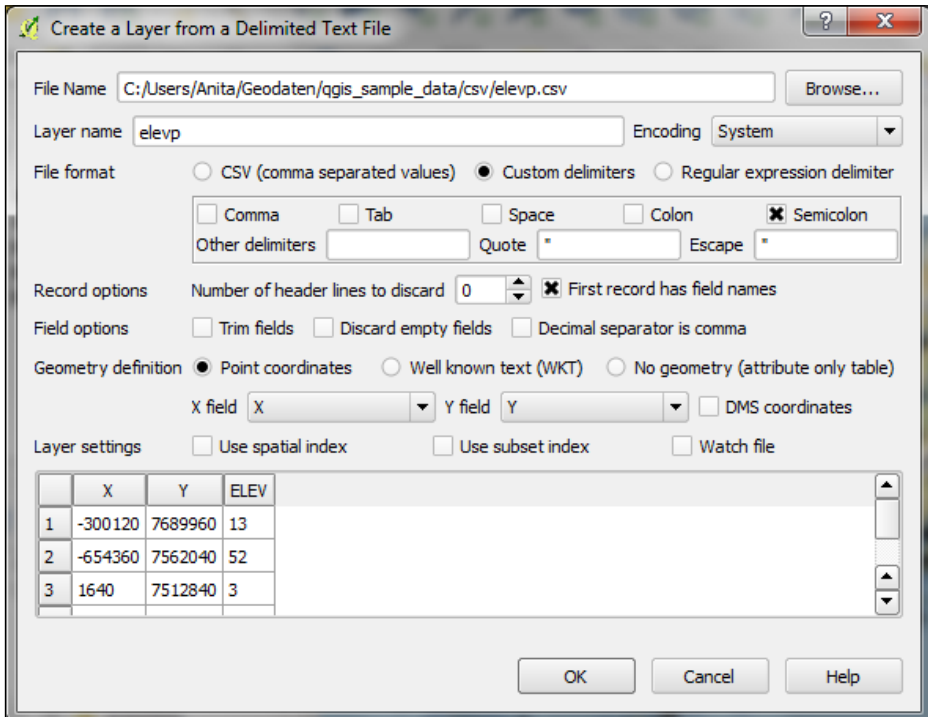 Create a Layer from a Delimited Text File
?
File Name C:/Users/Anita/Geodaten/qgis_sample_data/csv/elevp.csv Browse...
Layer name elevp Encoding System
File format CSV (comma separated values) Custom delimiters Regular expression delimiter
Comma Tab Space Colon Semicolon
Other delimiters Quote " Escape "
Record options Number of header lines to discard 0 First record has field names
Field options Trim fields Discard empty fields Decimal separator is comma
Geometry definition Point coordinates Well known text (WKT) No geometry (attribute only table)
X field X Y field Y DMS coordinates
Layer settings Use spatial index Use subset index Watch file
X Y ELEV
1 -300120 7689960 13
2 -654360 7562040 52
3 1640 7512840 3
OK Cancel Help